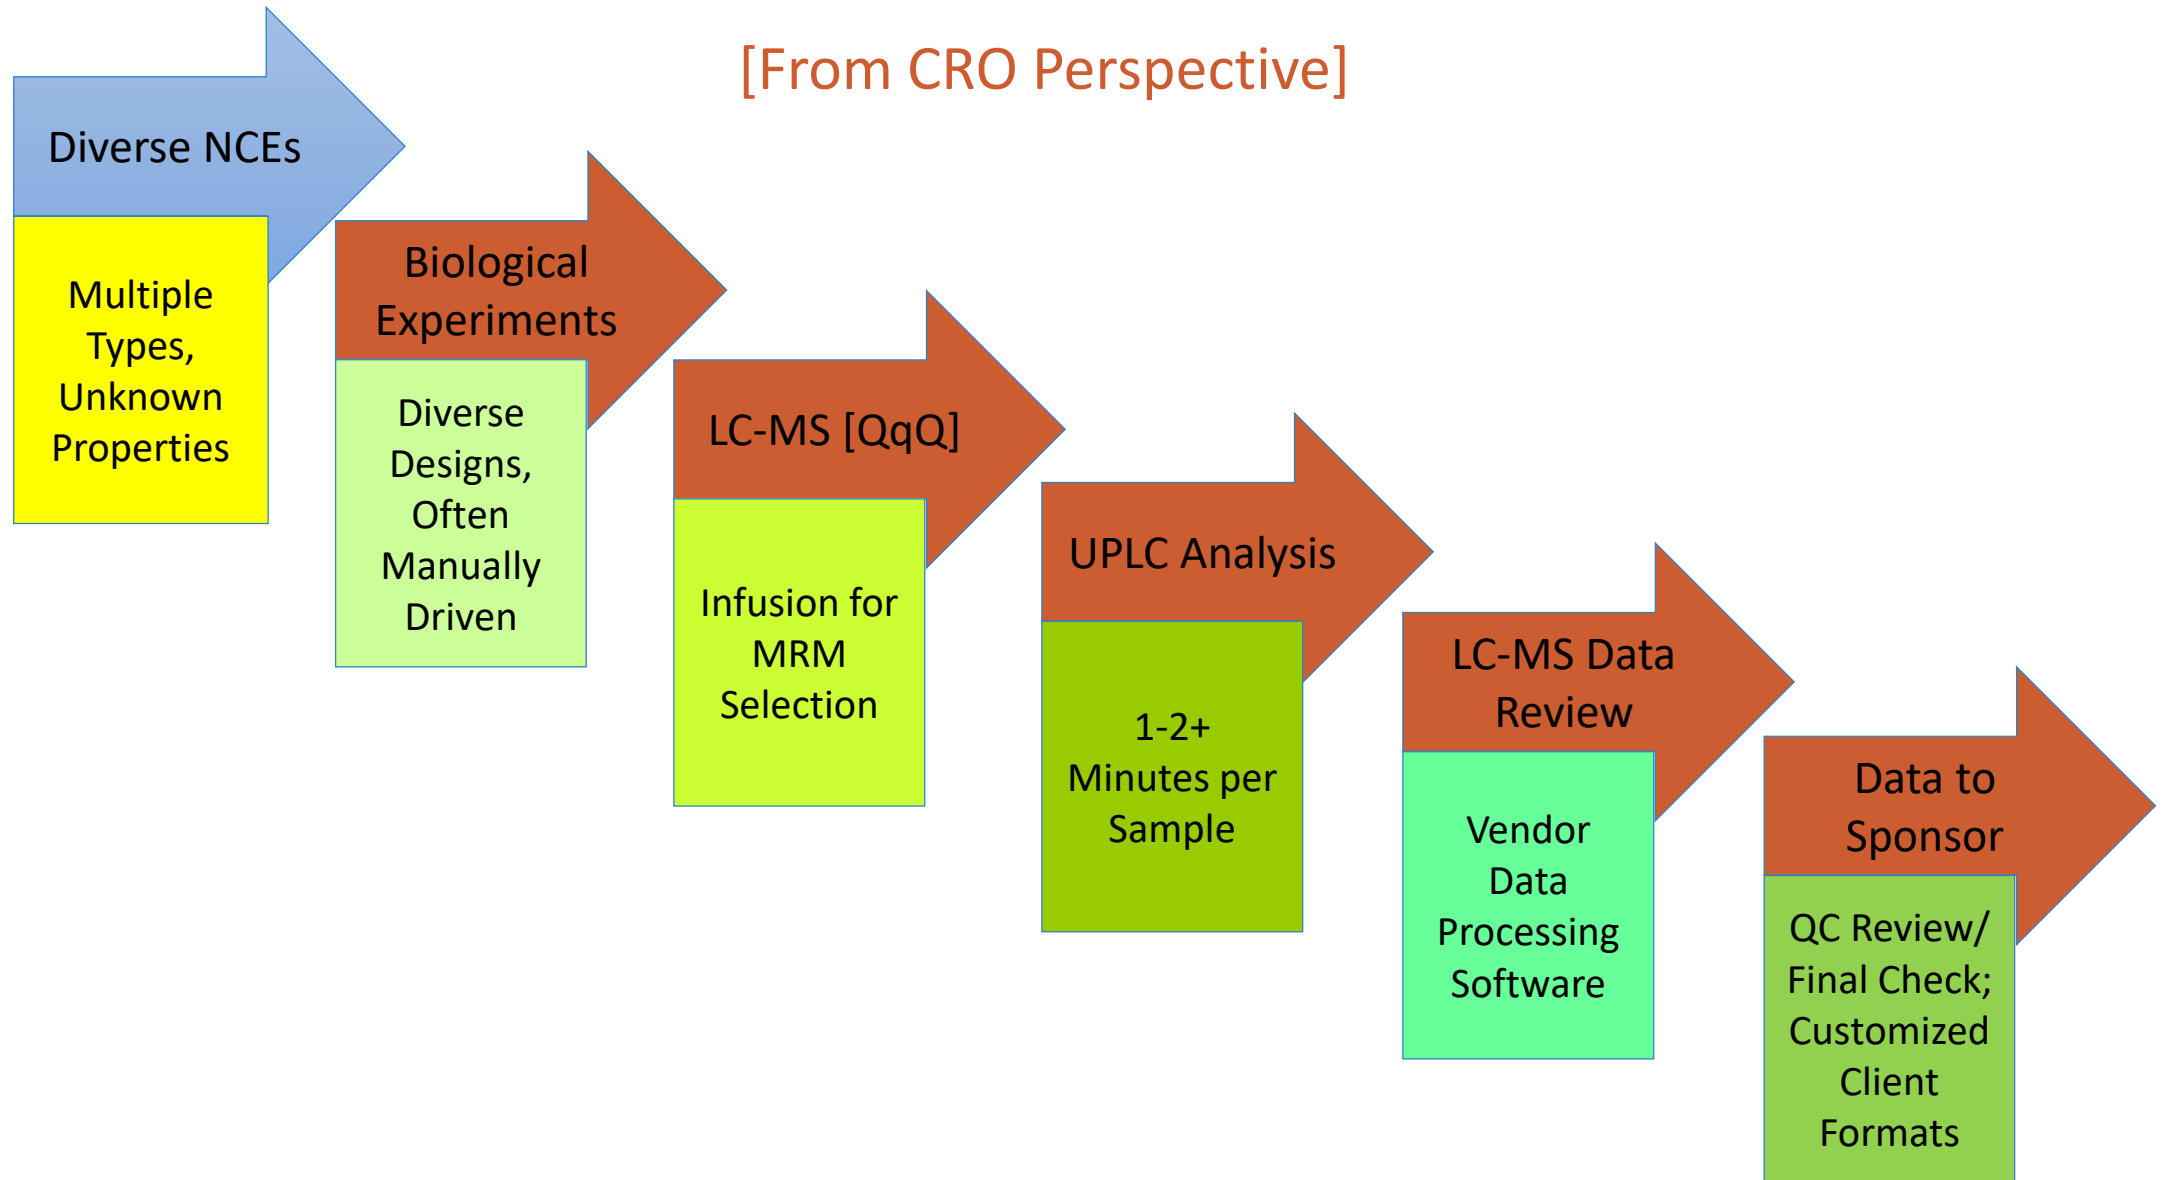 [From CRO Perspective]
Diverse NCEs
Multiple
Types,
Unknown
Properties
Biological
Experiments
Diverse
Designs,
Often
Manually
Driven
LC-MS [QqQ]
Infusion for
MRM
Selection
UPLC Analysis
1-2+
Minutes per
Sample
LC-MS Data
Review
Vendor
Data
Processing
Software
Data to
Sponsor
QC Review/
Final Check;
Customized
Client
Formats